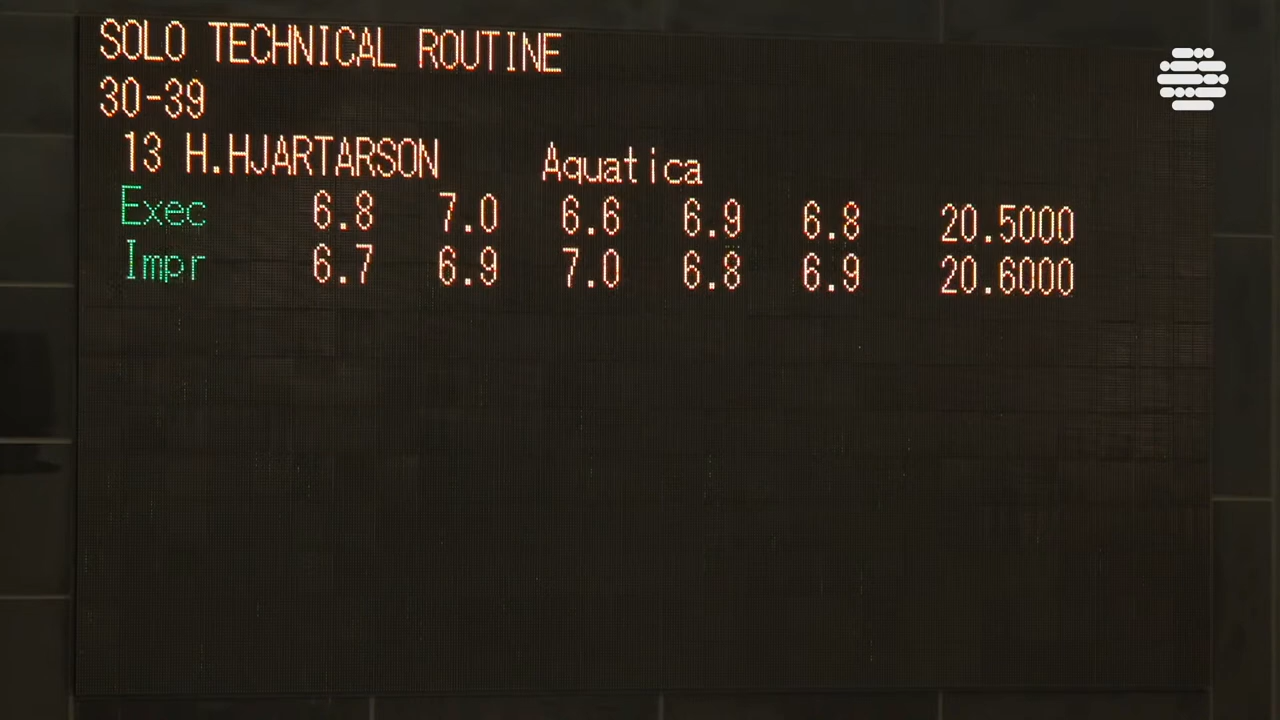 SOLO TECHNICAL ROUTINE
30-39
13 H.HJARTARSON Aquatica
Exec 6.8 7.0 6.6 6.9 6.8 20.5000
Impr 6.7 6.9 7.0 6.8 6.9 20.6000